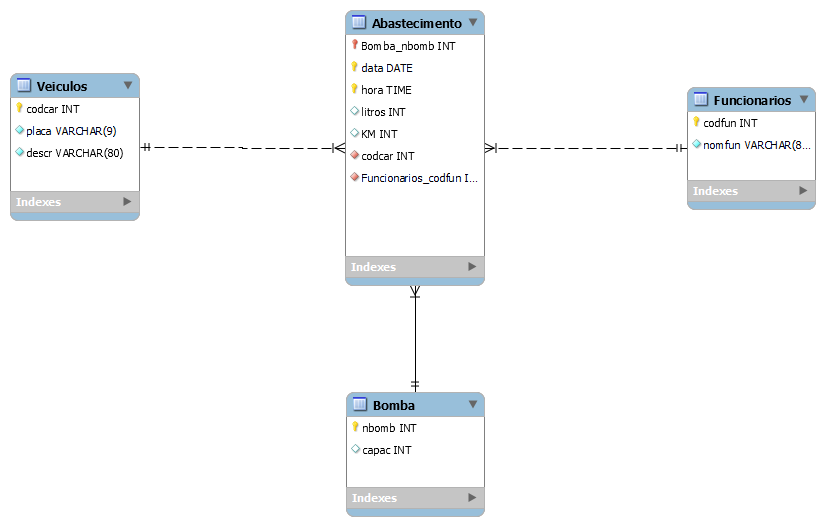 Abastecimento
Bomba_nbomb INT
data DATE
hora TIME
litros INT
KM INT
codcar INT
Funcionarios_codfun I...
Indexes
Veiculos
codcar INT
placa VARCHAR(9)
descr VARCHAR(80)
Indexes
Funcionarios
codfun INT
nomfun VARCHAR(8...
Indexes
Bomba
nbomb INT
capac INT
Indexes